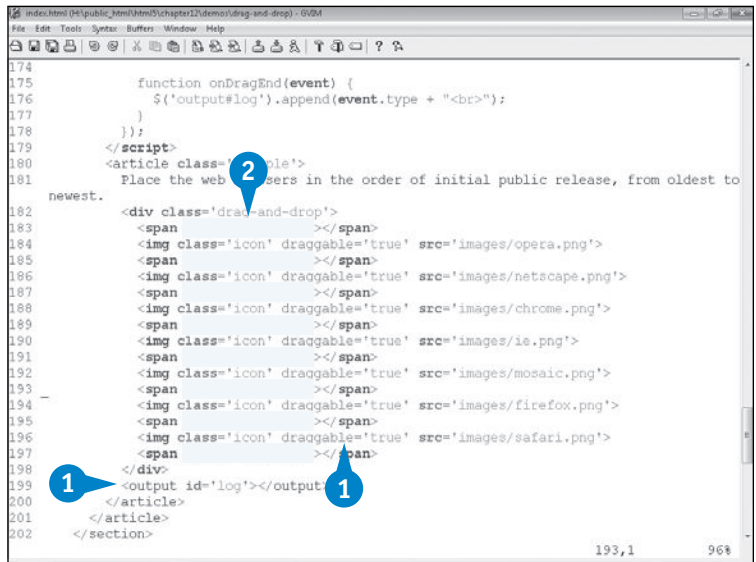 index.html (H:\public_html\html5\chapter12\demos\drag-and-drop) - GVIM
File Edit Tools Syntax Buffers Window Help
174
175 function onDragEnd(event) {
176 $('output#log').append(event.type + "<br>");
177 }
178 });
179 </script>
180 <article class=' ple'>
2
181 Place the web sers in the order of initial public release, from oldest to
newest.
182 <div class='drag-and-drop'>
183 <span ></span>
184 <img class='icon' draggable='true' src='images/opera.png'>
185 <span ></span>
186 <img class='icon' draggable='true' src='images/netscape.png'>
187 <span ></span>
188 <img class='icon' draggable='true' src='images/chrome.png'>
189 <span ></span>
190 <img class='icon' draggable='true' src='images/ie.png'>
191 <span ></span>
192 <img class='icon' draggable='true' src='images/mosaic.png'>
193 <span ></span>
194 <img class='icon' draggable='true' src='images/firefox.png'>
195 <span ></span>
196 <img class='icon' draggable='true' src='images/safari.png'>
197 <span ></span>
198 </div>
1
199 <output id='log'></output
1
200 </article>
201 </article>
202 </section>
193,1 96%